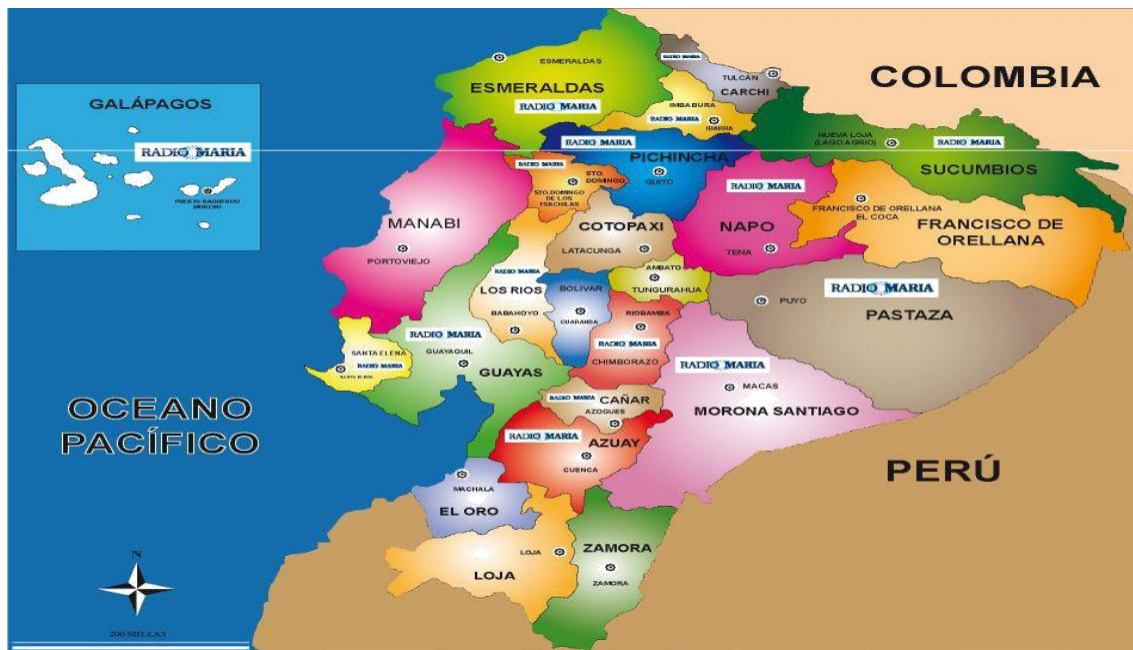 ESMERALDAS
ESMERALDAS
RADIO MARIA
RADIO MARIA
TULCÁN
CARCHI
COLOMBIA
IMBABURA
RADIO MARIA
IBARRA
GALÁPAGOS
RADIO MARIA
PUERTO BAQUERIZO
MORENO
RADIO MARIA
PICHINCHA
QUITO
NUEVA LOJA
(LAGO AGRIO)
RADIO MARIA
SUCUMBIOS
RADIO MARIA
STO.
DOMINGO
STO.DOMINGO
DE LOS
TSACHILAS
RADIO MARIA
NAPO
TENA
FRANCISCO DE ORELLANA
EL COCA
FRANCISCO DE
ORELLANA
MANABI
PORTOVIEJO
COTOPAXI
LATACUNGA
RADIO MARIA
LOS RIOS
BABAHOYO
BOLIVAR
GUARANDA
AMBATO
TUNGURAHUA
RADIO MARIA
PUYO
PASTAZA
RIOBAMBA
RADIO MARIA
CHIMBORAZO
RADIO MARIA
GUAYAQUIL
GUAYAS
SANTA ELENA
RADIO MARIA
RADIO MARIA
MACAS
MORONA SANTIAGO
OCEANO
PACÍFICO
RADIO MARIA
CAÑAR
AZOGUES
RADIO MARIA
AZUAY
CUENCA
PERÚ
MACHALA
EL ORO
LOJA
LOJA
ZAMORA
ZAMORA
N
200 MILLAS